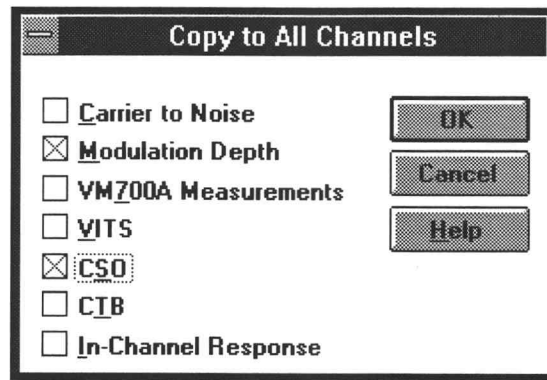 Copy to All Channels
Carrier to Noise
Modulation Depth
VM700A Measurements
VITS
CSO
CTB
In-Channel Response
OK
Cancel
Help